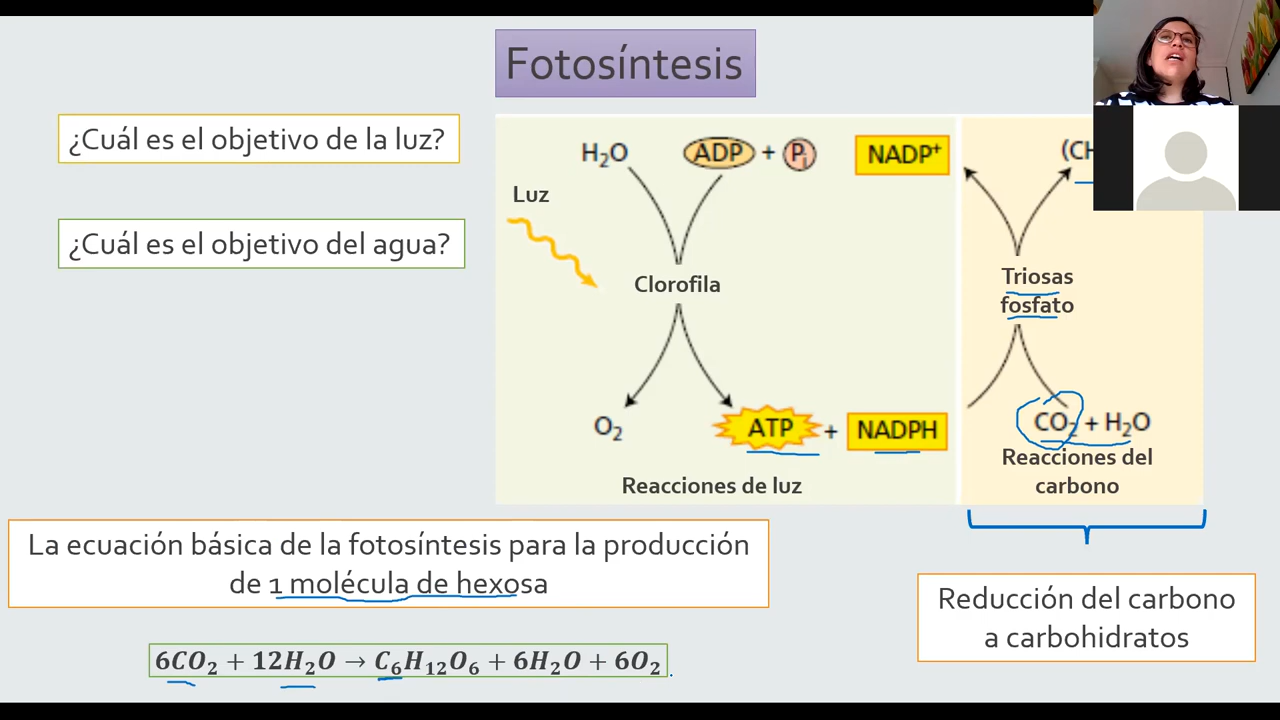 Fotosíntesis
¿Cuál es el objetivo de la luz?
¿Cuál es el objetivo del agua?
H₂O
ADP + Pi
NADP⁺
(CH
Luz
Clorofila
Triosas
fosfato
O₂
ATP + NADPH
CO₂ + H₂O
Reacciones de luz
Reacciones del
carbono
La ecuación básica de la fotosíntesis para la producción
de 1 molécula de hexosa
6CO₂ + 12H₂O → C₆H₁₂O₆ + 6H₂O + 6O₂.
Reducción del carbono
a carbohidratos